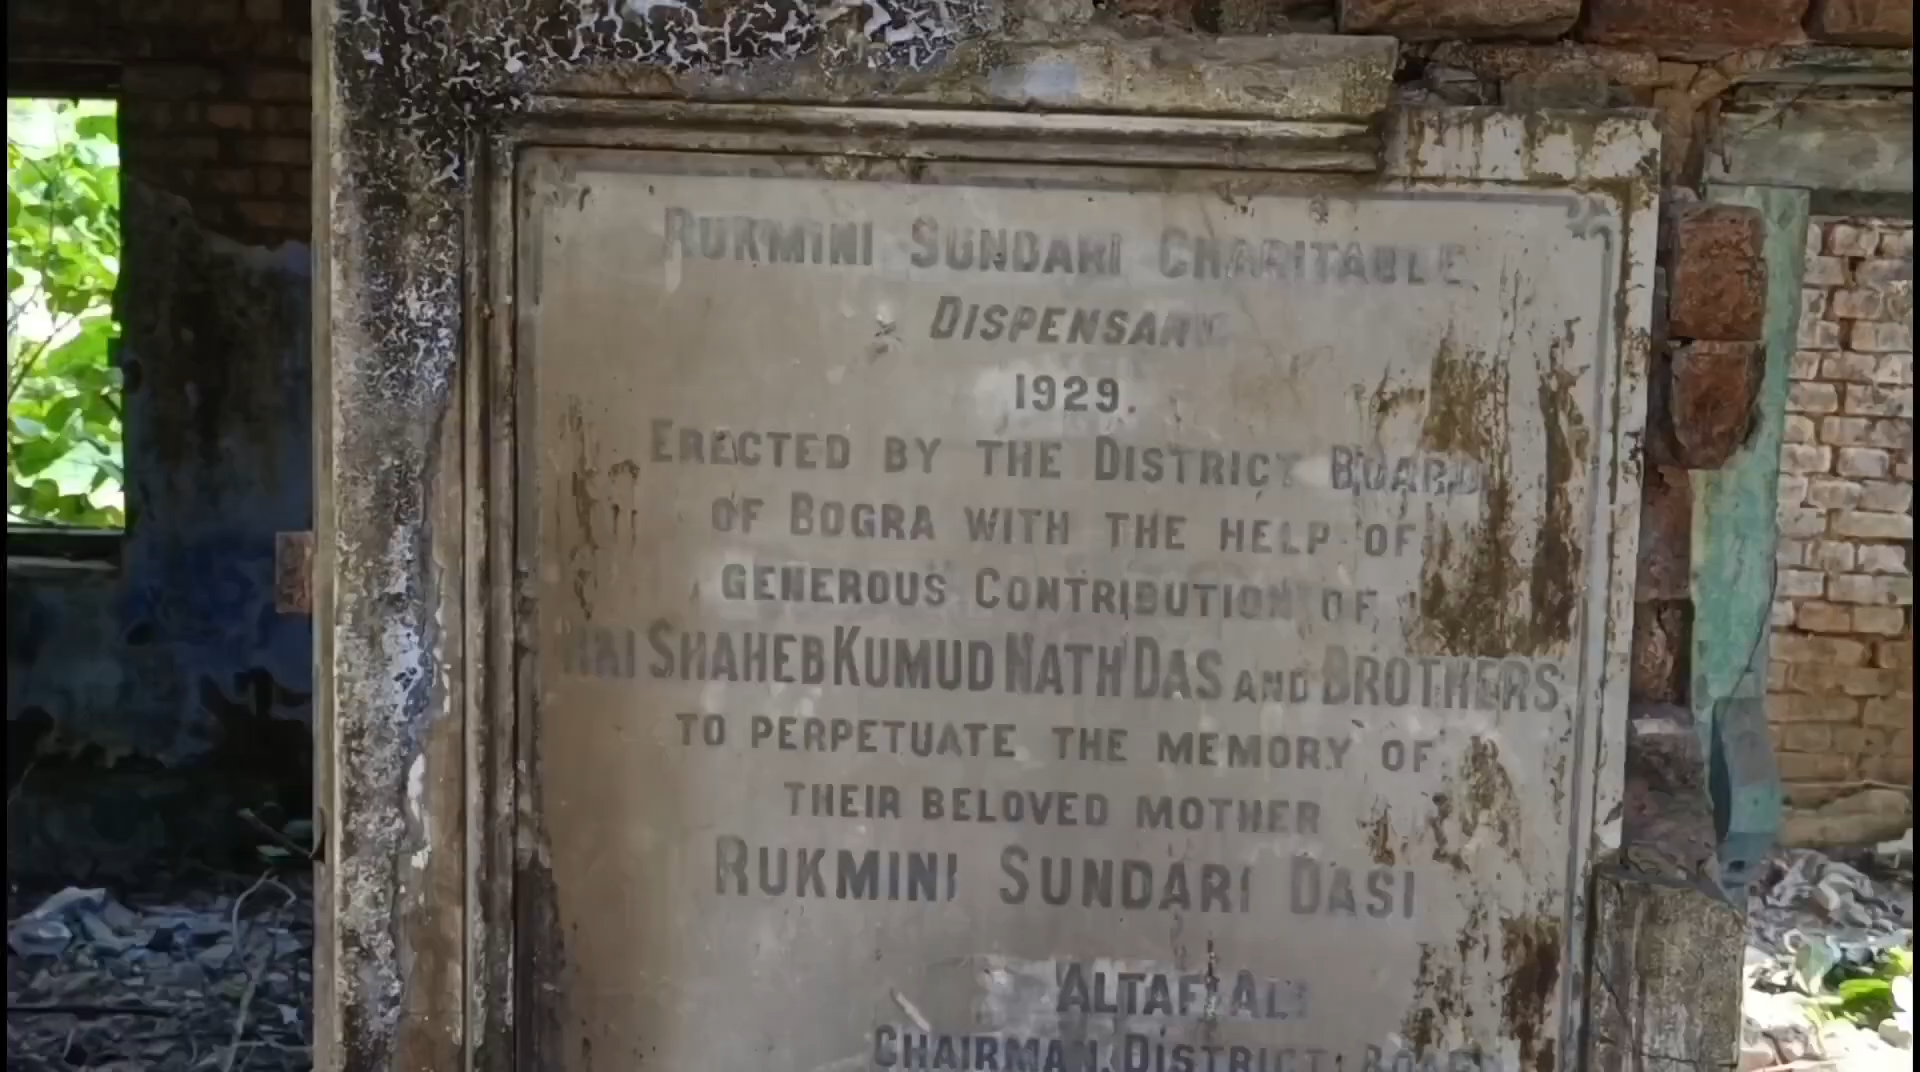 RUKMINI SUNDARI CHARITABLE
DISPENSARY
1929.
ERECTED BY THE DISTRICT BOARD
OF BOGRA WITH THE HELP OF
GENEROUS CONTRIBUTION OF
RAI SHAHEB KUMUD NATH DAS AND BROTHERS
TO PERPETUATE THE MEMORY OF
THEIR BELOVED MOTHER
RUKMINI SUNDARI DASI
ALTAF ALI
CHAIRMAN, DISTRICT BOARD